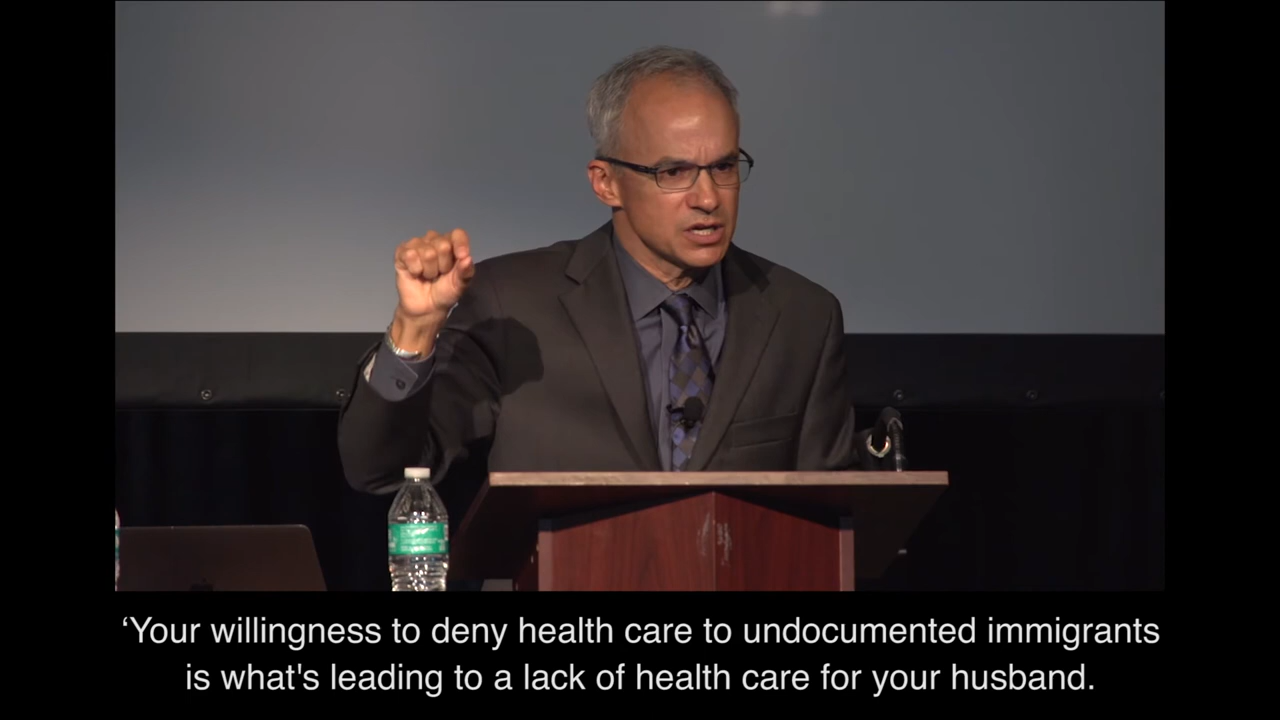 ‘Your willingness to deny health care to undocumented immigrants
is what's leading to a lack of health care for your husband.